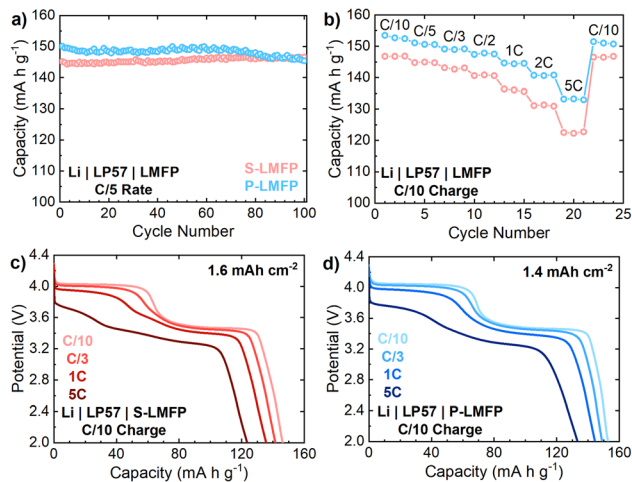 a)
160
150
140
130
120
110
100
0 20 40 60 80 100
Capacity (mA h g⁻¹)
Cycle Number
Li | LP57 | LMFP
C/5 Rate
S-LMFP
P-LMFP
b)
160
150
140
130
120
110
100
0 5 10 15 20 25
Capacity (mA h g⁻¹)
Cycle Number
C/10
C/5
C/3
C/2
1C
2C
5C
C/10
Li | LP57 | LMFP
C/10 Charge
c)
1.6 mAh cm⁻²
4.4
4.0
3.6
3.2
2.8
2.4
2.0
0 40 80 120 160
Potential (V)
Capacity (mA h g⁻¹)
C/10
C/3
1C
5C
Li | LP57 | S-LMFP
C/10 Charge
d)
1.4 mAh cm⁻²
4.4
4.0
3.6
3.2
2.8
2.4
2.0
0 40 80 120 160
Potential (V)
Capacity (mA h g⁻¹)
C/10
C/3
1C
5C
Li | LP57 | P-LMFP
C/10 Charge